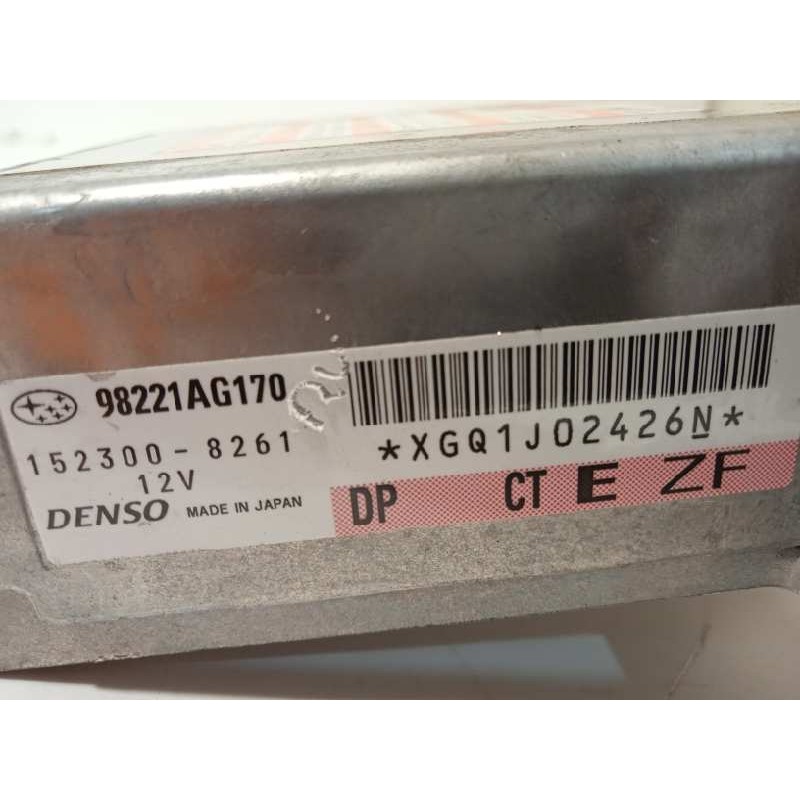 98221AG170
152300-8261
12V
DENSO MADE IN JAPAN
*XGQ1J02426N*
DP CT E ZF